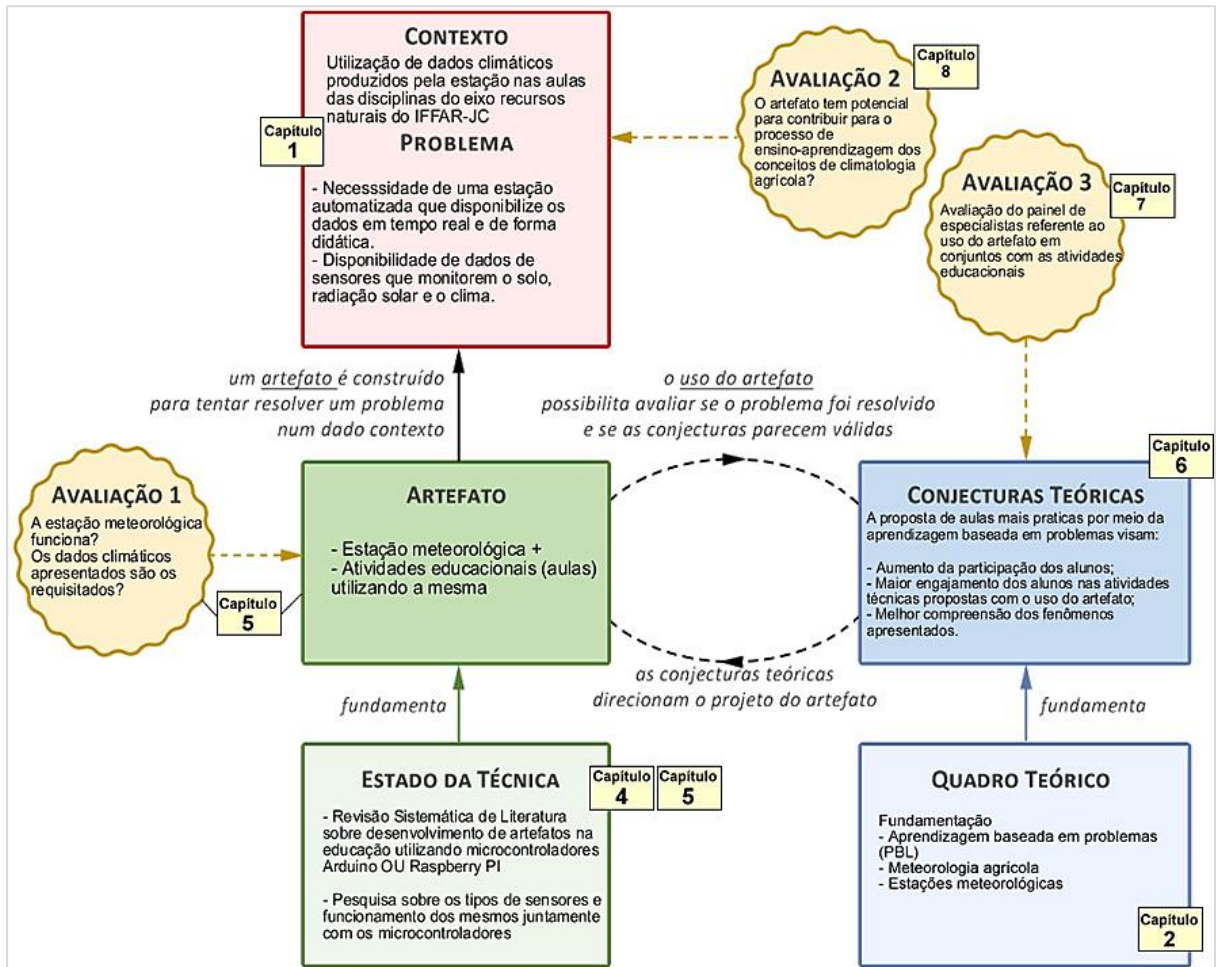 CONTEXTO
Utilização de dados climáticos
produzidos pela estação nas aulas
das disciplinas do eixo recursos
naturais do IFFAR-JC
Capítulo
1
PROBLEMA
- Necesssidade de uma estação
automatizada que disponibilize os
dados em tempo real e de forma
didática.
- Disponibilidade de dados de
sensores que monitorem o solo,
radiação solar e o clima.
Capítulo
8
AVALIAÇÃO 2
O artefato tem potencial
para contribuir para o
processo de
ensino-aprendizagem dos
conceitos de climatologia
agrícola?
Capítulo
7
AVALIAÇÃO 3
Avaliação do painel de
especialistas referente ao
uso do artefato em
conjuntos com as atividades
educacionais
um artefato é construído
para tentar resolver um problema
num dado contexto
o uso do artefato
possibilita avaliar se o problema foi resolvido
e se as conjecturas parecem válidas
AVALIAÇÃO 1
A estação meteorológica
funciona?
Os dados climáticos
apresentados são os
requisitados?
Capítulo
5
ARTEFATO
- Estação meteorológica +
- Atividades educacional (aulas)
utilizando a mesma
Capítulo
6
CONJECTURAS TEÓRICAS
A proposta de aulas mais praticas por meio da
aprendizagem baseada em problemas visam:
- Aumento da participação dos alunos;
- Maior engajamento dos alunos nas atividades
técnicas propostas com o uso do artefato;
- Melhor compreensão dos fenômenos
apresentados.
as conjecturas teóricas
direcionam o projeto do artefato
fundamenta
fundamenta
ESTADO DA TÉCNICA
Capítulo
4
Capítulo
5
- Revisão Sistemática de Literatura
sobre desenvolvimento de artefatos na
educação utilizando microcontroladores
Arduino OU Raspberry PI
- Pesquisa sobre os tipos de sensores e
funcionamento dos mesmos juntamente
com os microcontroladores
QUADRO TEÓRICO
Fundamentação
- Aprendizagem baseada em problemas
(PBL)
- Meteorologia agrícola
- Estações meteorológicas
Capítulo
2